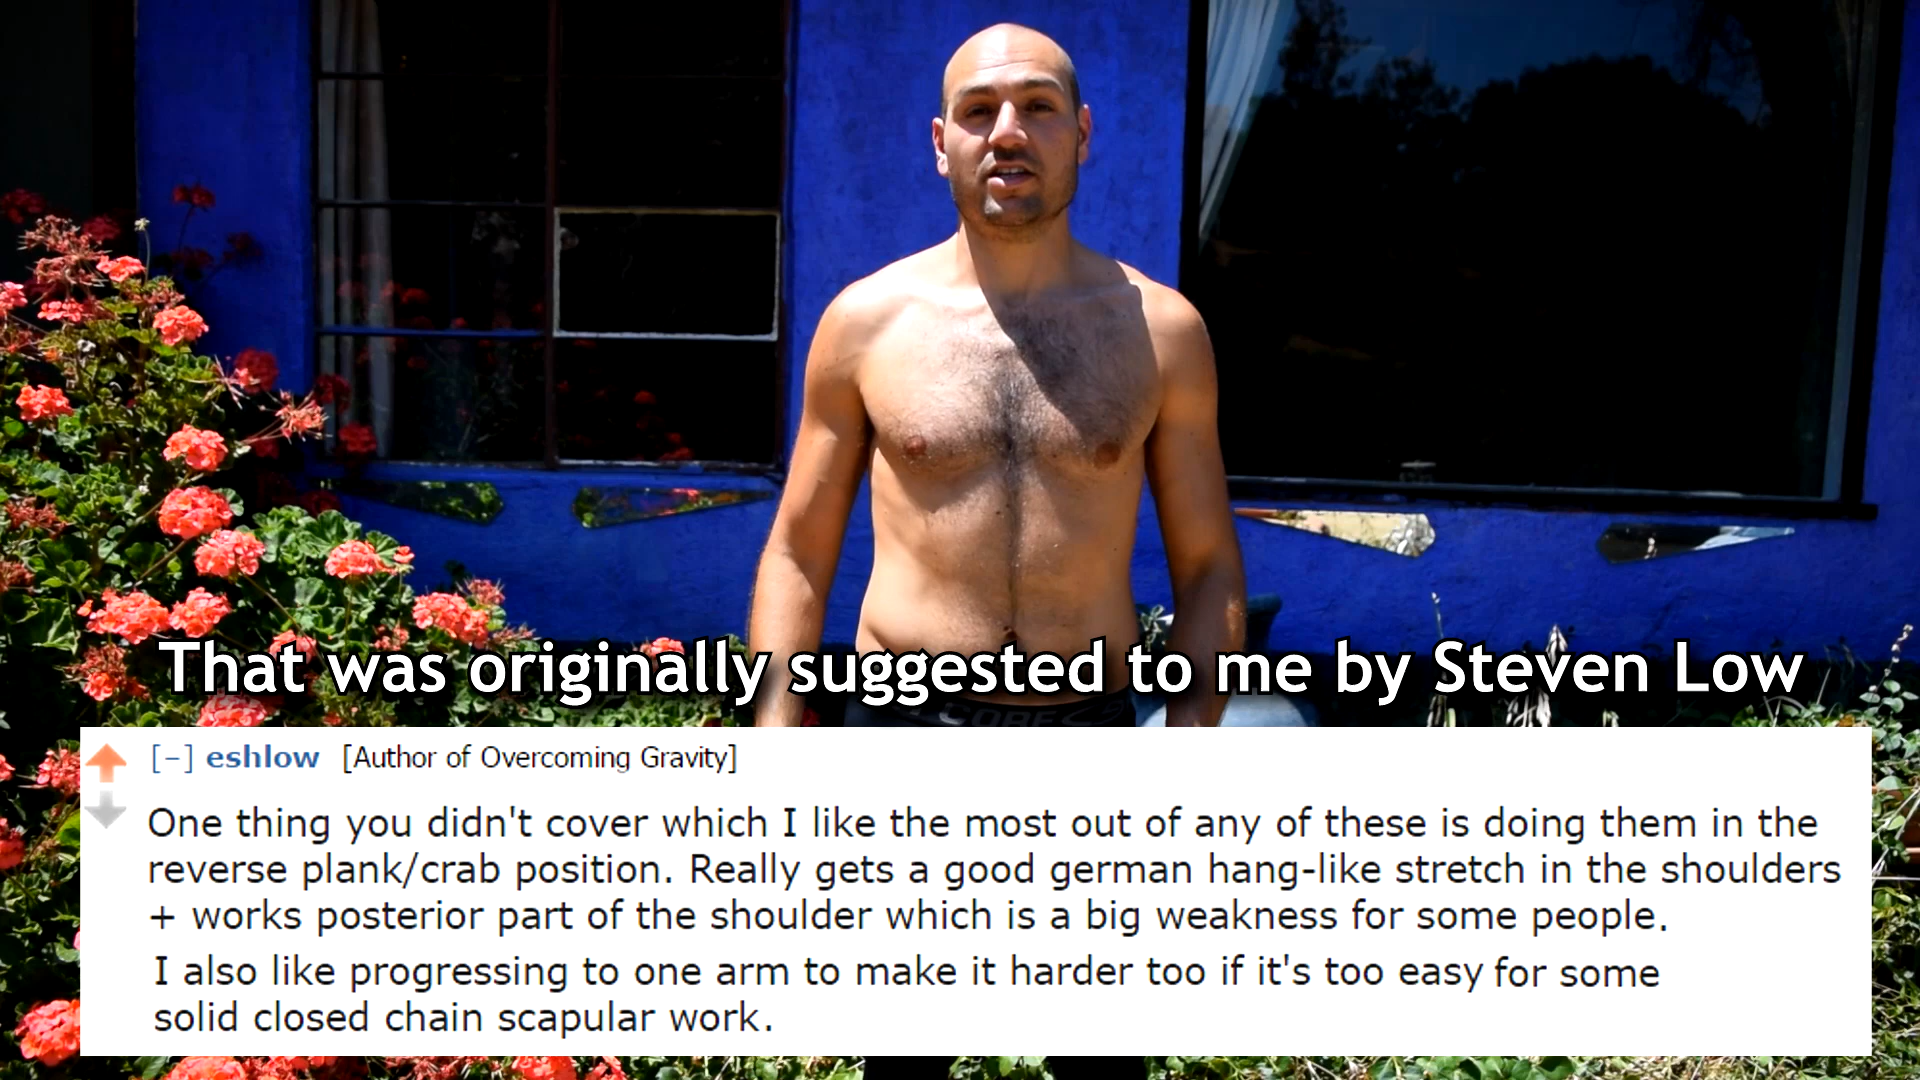 That was originally suggested to me by Steven Low
[–] eshlow [Author of Overcoming Gravity]
One thing you didn't cover which I like the most out of any of these is doing them in the
reverse plank/crab position. Really gets a good german hang-like stretch in the shoulders
+ works posterior part of the shoulder which is a big weakness for some people.
I also like progressing to one arm to make it harder too if it's too easy for some
solid closed chain scapular work.